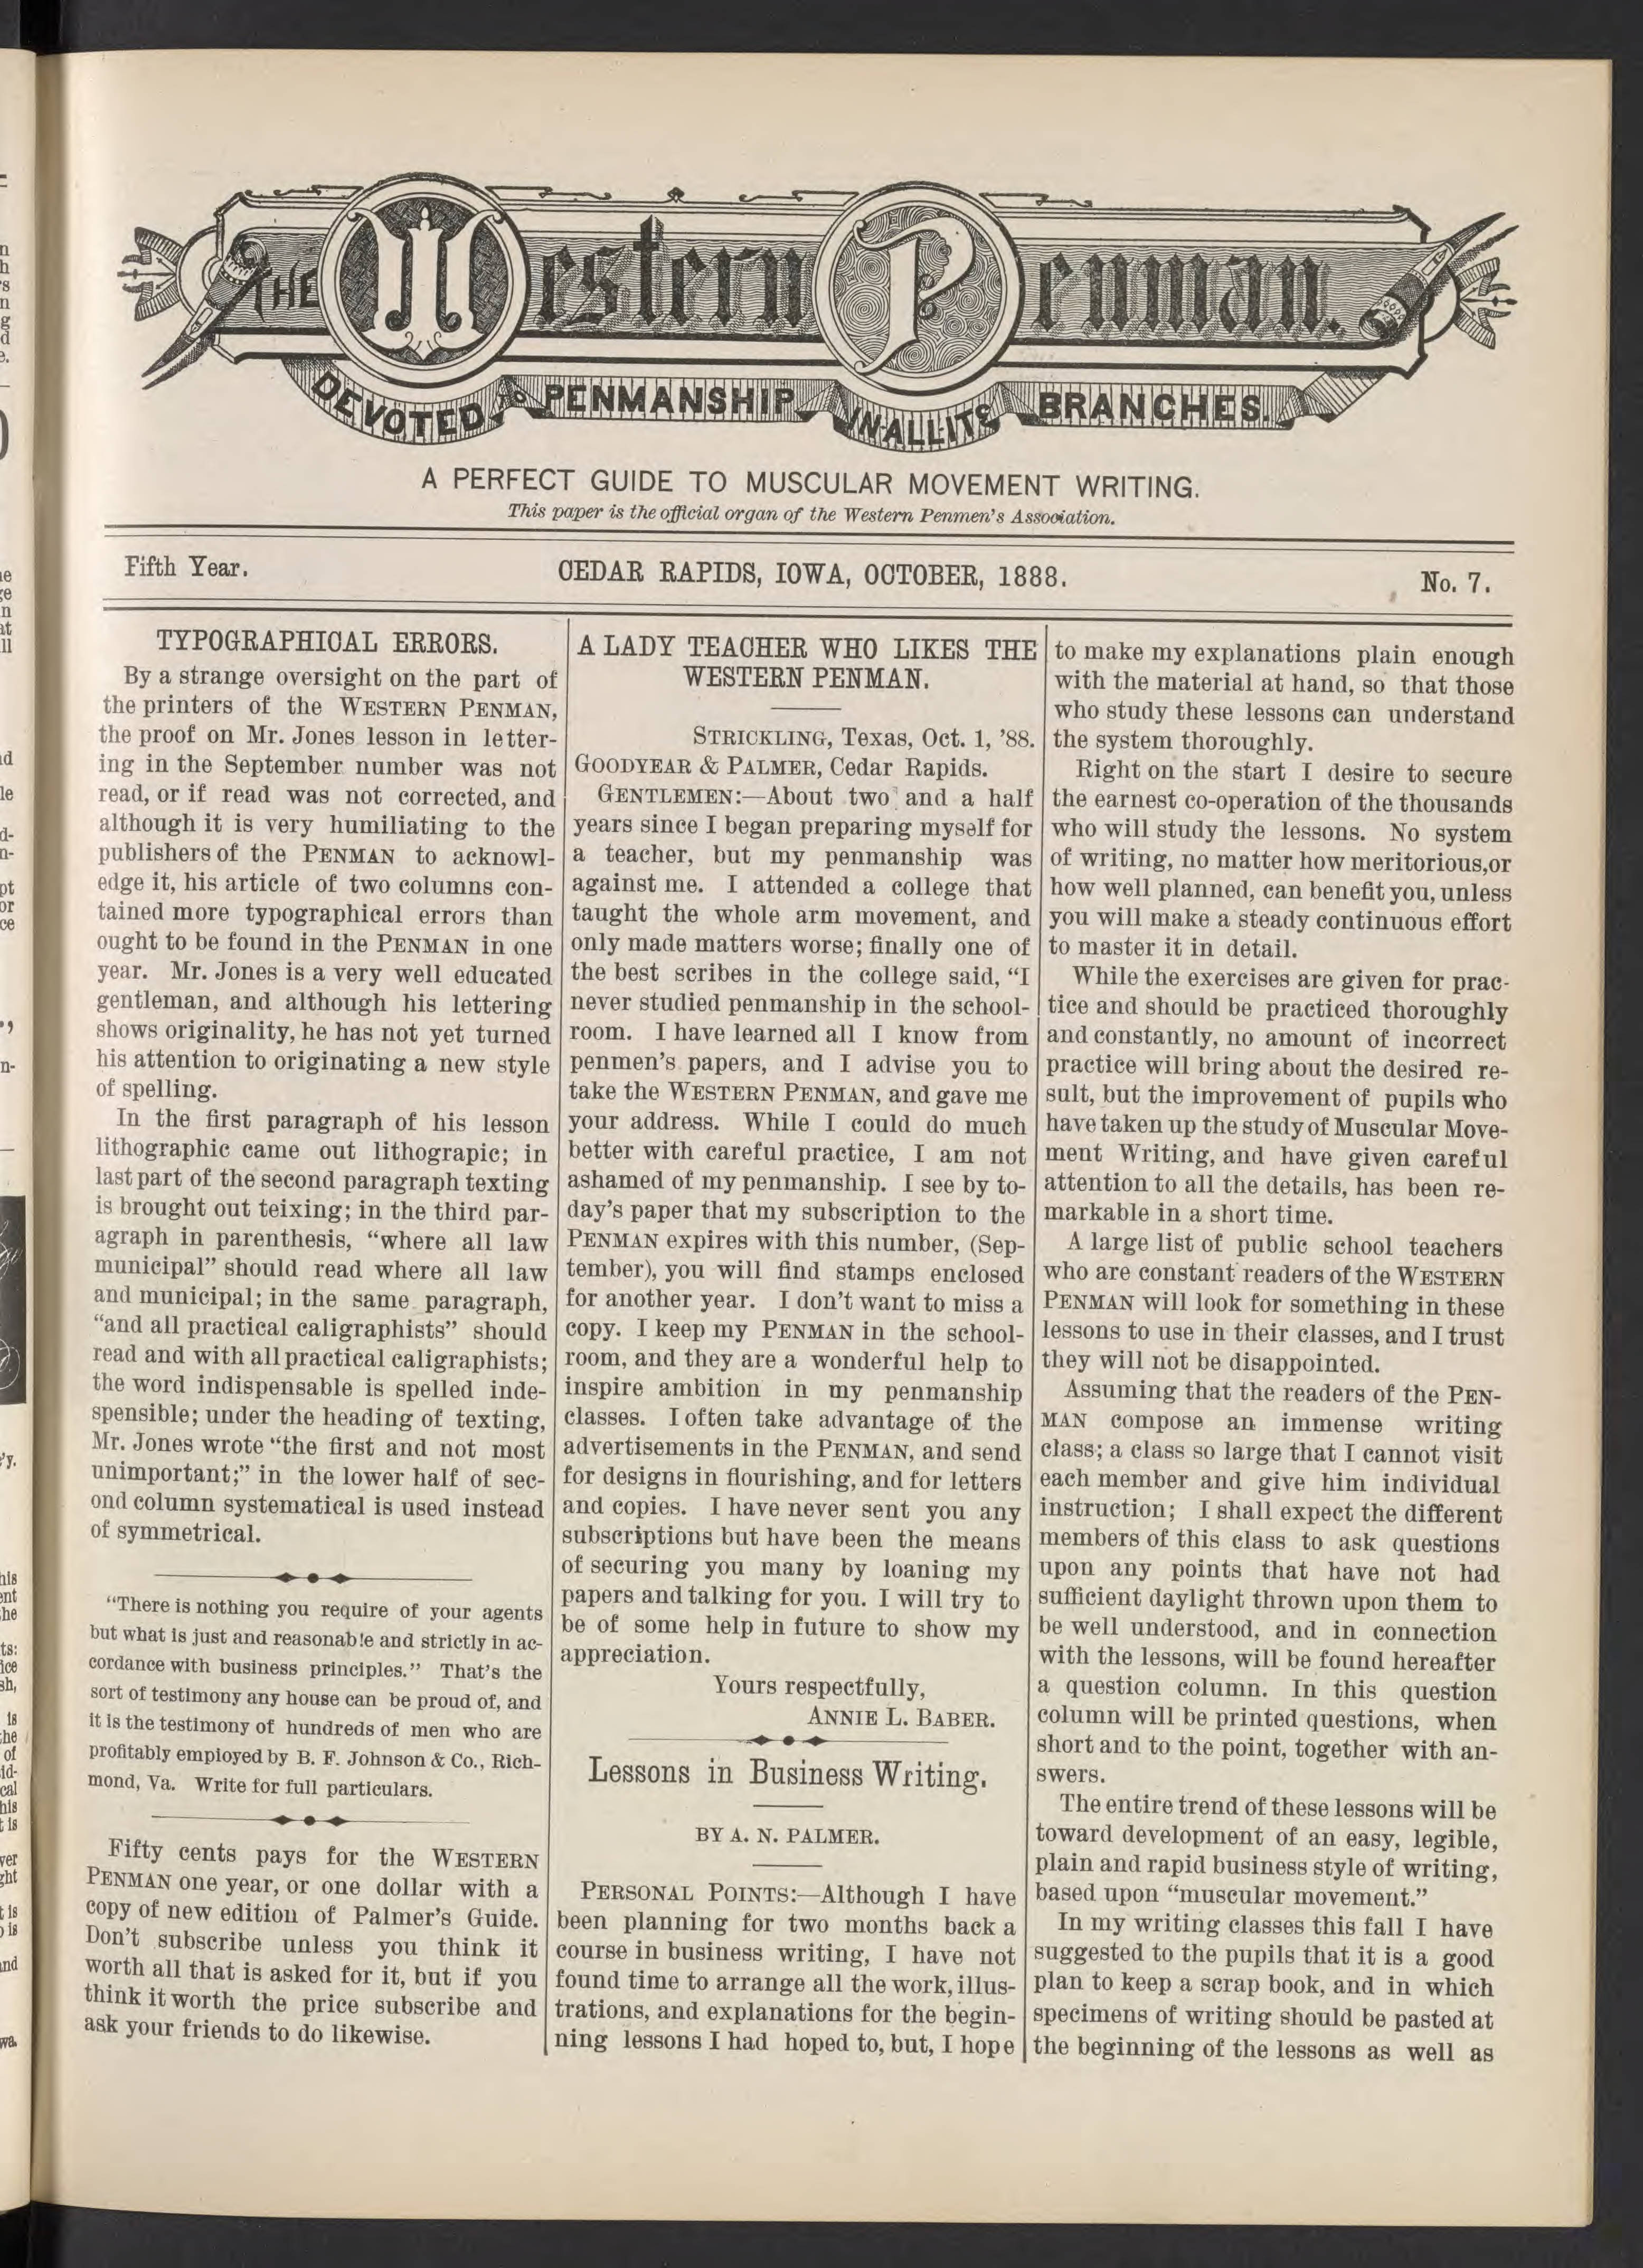 THE Western Penman.
DEVOTED TO PENMANSHIP IN ALL ITS BRANCHES.
A PERFECT GUIDE TO MUSCULAR MOVEMENT WRITING.
This paper is the official organ of the Western Penmen's Association.
Fifth Year. CEDAR RAPIDS, IOWA, OCTOBER, 1888. No. 7.
TYPOGRAPHICAL ERRORS.
By a strange oversight on the part of
the printers of the WESTERN PENMAN,
the proof on Mr. Jones lesson in letter-
ing in the September number was not
read, or if read was not corrected, and
although it is very humiliating to the
publishers of the PENMAN to acknowl-
edge it, his article of two columns con-
tained more typographical errors than
ought to be found in the PENMAN in one
year. Mr. Jones is a very well educated
gentleman, and although his lettering
shows originality, he has not yet turned
his attention to originating a new style
of spelling.
In the first paragraph of his lesson
lithographic came out lithograpic; in
last part of the second paragraph texting
is brought out teixing; in the third par-
agraph in parenthesis, "where all law
municipal" should read where all law
and municipal; in the same paragraph,
"and all practical caligraphists" should
read and with all practical caligraphists;
the word indispensable is spelled inde-
spensible; under the heading of texting,
Mr. Jones wrote "the first and not most
unimportant;" in the lower half of sec-
ond column systematical is used instead
of symmetrical.
"There is nothing you require of your agents
but what is just and reasonable and strictly in ac-
cordance with business principles." That's the
sort of testimony any house can be proud of, and
it is the testimony of hundreds of men who are
profitably employed by B. F. Johnson & Co., Rich-
mond, Va. Write for full particulars.
Fifty cents pays for the WESTERN
PENMAN one year, or one dollar with a
copy of new edition of Palmer's Guide.
Don't subscribe unless you think it
worth all that is asked for it, but if you
think it worth the price subscribe and
ask your friends to do likewise.
A LADY TEACHER WHO LIKES THE
WESTERN PENMAN.
STRICKLING, Texas, Oct. 1, '88.
GOODYEAR & PALMER, Cedar Rapids.
GENTLEMEN:—About two and a half
years since I began preparing myself for
a teacher, but my penmanship was
against me. I attended a college that
taught the whole arm movement, and
only made matters worse; finally one of
the best scribes in the college said, "I
never studied penmanship in the school-
room. I have learned all I know from
penmen's papers, and I advise you to
take the WESTERN PENMAN, and gave me
your address. While I could do much
better with careful practice, I am not
ashamed of my penmanship. I see by to-
day's paper that my subscription to the
PENMAN expires with this number, (Sep-
tember), you will find stamps enclosed
for another year. I don't want to miss a
copy. I keep my PENMAN in the school-
room, and they are a wonderful help to
inspire ambition in my penmanship
classes. I often take advantage of the
advertisements in the PENMAN, and send
for designs in flourishing, and for letters
and copies. I have never sent you any
subscriptions but have been the means
of securing you many by loaning my
papers and talking for you. I will try to
be of some help in future to show my
appreciation.
Yours respectfully,
ANNIE L. BABER.
Lessons in Business Writing.
BY A. N. PALMER.
PERSONAL POINTS:—Although I have
been planning for two months back a
course in business writing, I have not
found time to arrange all the work, illus-
trations, and explanations for the begin-
ning lessons I had hoped to, but, I hope
to make my explanations plain enough
with the material at hand, so that those
who study these lessons can understand
the system thoroughly.
Right on the start I desire to secure
the earnest co-operation of the thousands
who will study the lessons. No system
of writing, no matter how meritorious, or
how well planned, can benefit you, unless
you will make a steady continuous effort
to master it in detail.
While the exercises are given for prac-
tice and should be practiced thoroughly
and constantly, no amount of incorrect
practice will bring about the desired re-
sult, but the improvement of pupils who
have taken up the study of Muscular Move-
ment Writing, and have given careful
attention to all the details, has been re-
markable in a short time.
A large list of public school teachers
who are constant readers of the WESTERN
PENMAN will look for something in these
lessons to use in their classes, and I trust
they will not be disappointed.
Assuming that the readers of the PEN-
MAN compose an immense writing
class; a class so large that I cannot visit
each member and give him individual
instruction; I shall expect the different
members of this class to ask questions
upon any points that have not had
sufficient daylight thrown upon them to
be well understood, and in connection
with the lessons, will be found hereafter
a question column. In this question
column will be printed questions, when
short and to the point, together with an-
swers.
The entire trend of these lessons will be
toward development of an easy, legible,
plain and rapid business style of writing,
based upon "muscular movement."
In my writing classes this fall I have
suggested to the pupils that it is a good
plan to keep a scrap book, and in which
specimens of writing should be pasted at
the beginning of the lessons as well as